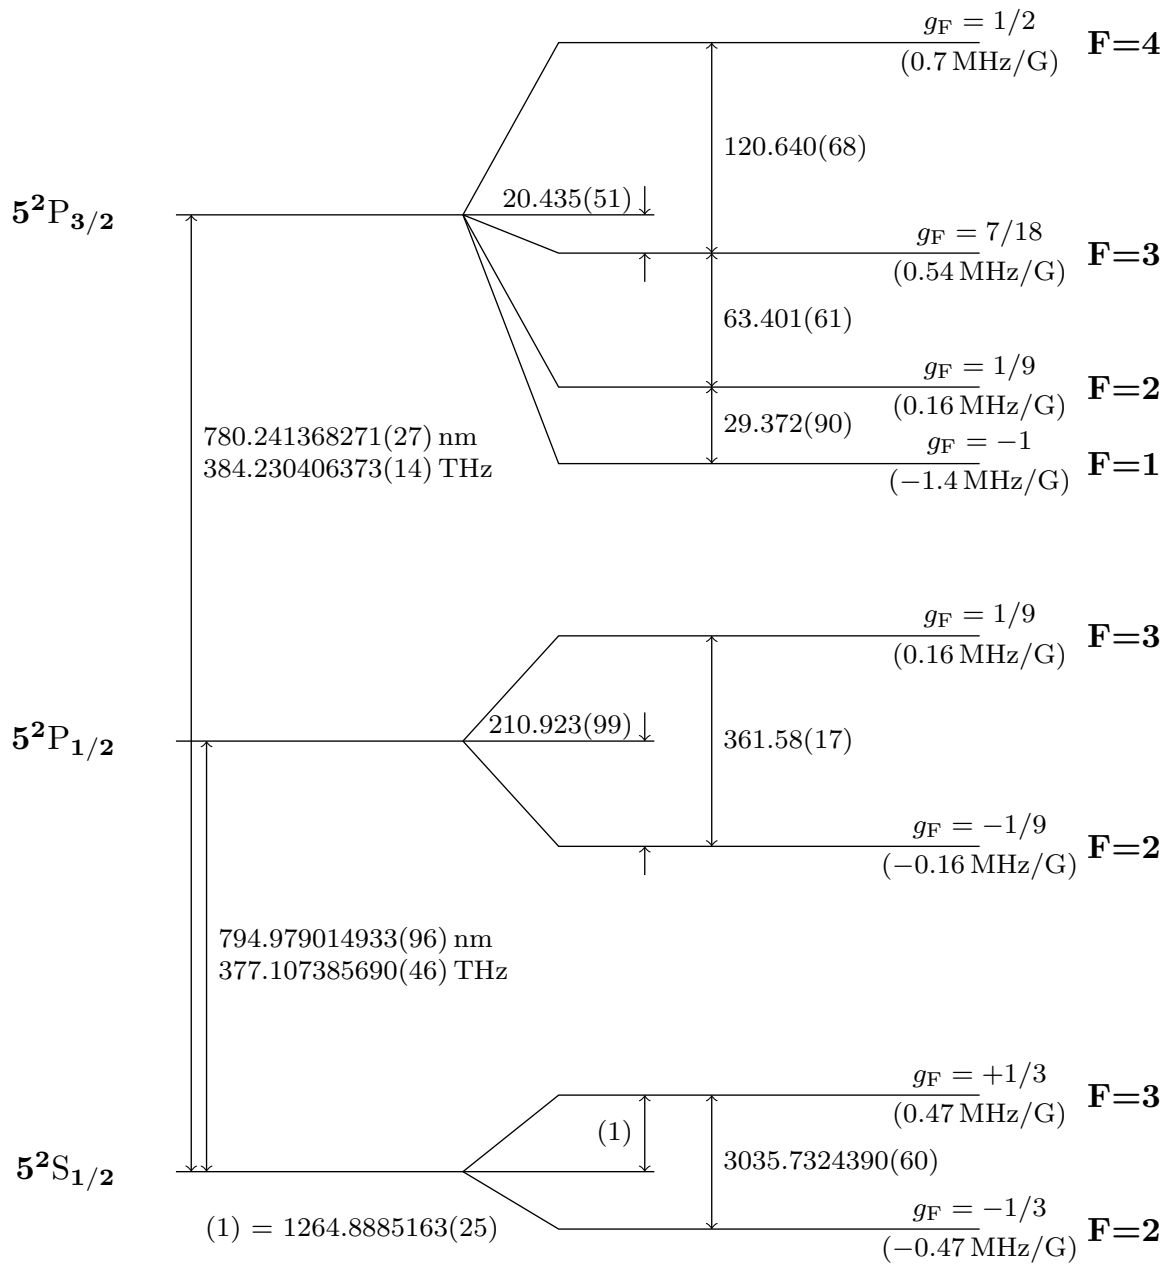 g_F = 1/2
F=4
(0.7 MHz/G)
120.640(68)
20.435(51)
5²P₃/₂
g_F = 7/18
F=3
(0.54 MHz/G)
63.401(61)
g_F = 1/9
F=2
(0.16 MHz/G)
29.372(90)
g_F = −1
F=1
(−1.4 MHz/G)
780.241368271(27) nm
384.230406373(14) THz
g_F = 1/9
F=3
(0.16 MHz/G)
210.923(99)
5²P₁/₂
361.58(17)
g_F = −1/9
F=2
(−0.16 MHz/G)
794.979014933(96) nm
377.107385690(46) THz
g_F = +1/3
F=3
(0.47 MHz/G)
(1)
3035.7324390(60)
5²S₁/₂
g_F = −1/3
F=2
(−0.47 MHz/G)
(1) = 1264.8885163(25)